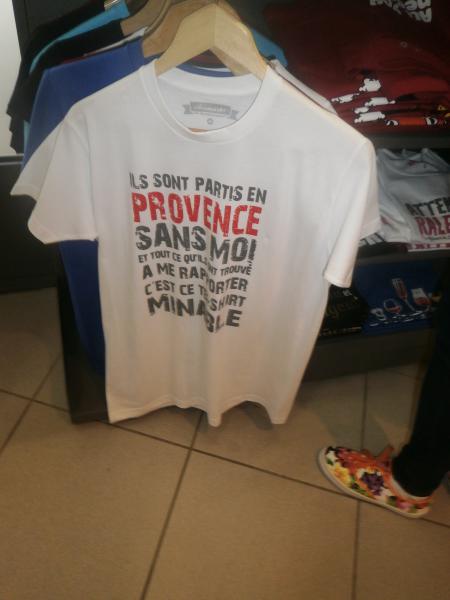 ILS SONT PARTIS EN
PROVENCE
SANS MOI
ET TOUT CE QU'ILS ONT TROUVÉ
A ME RAPPORTER
C'EST CE TEE SHIRT
MINABLE